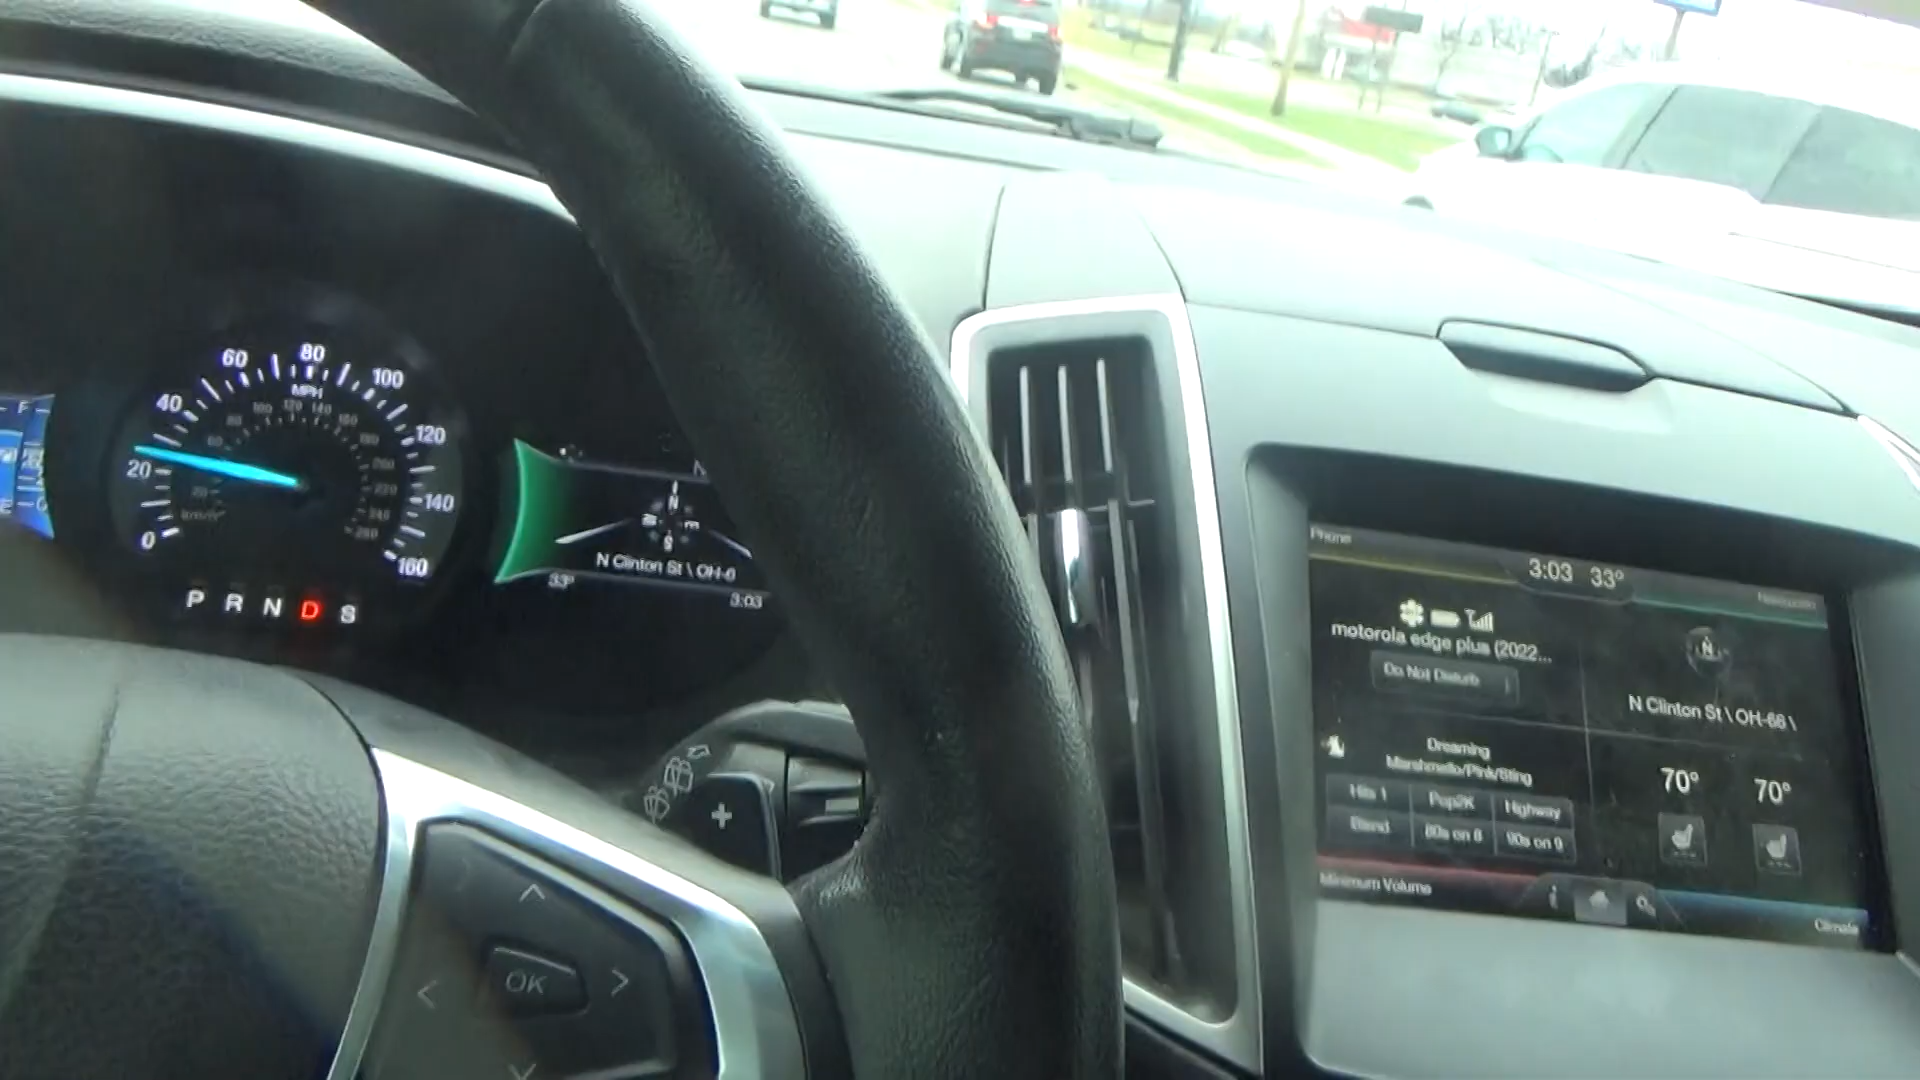 60
80
100
MPH
40
120
20
140
0
160
P R N D S
N
N Clinton St \ OH-6
33°
3:03
OK
Phone
3:03 33°
motorola edge plus (2022...
Do Not Disturb
N
N Clinton St \ OH-66 \
Dreaming
Marshmello/P!nk/Sting
70° 70°
Hits 1 Pop2K Highway
Blend 80s on 8 90s on 9
Minimum Volume
Climate